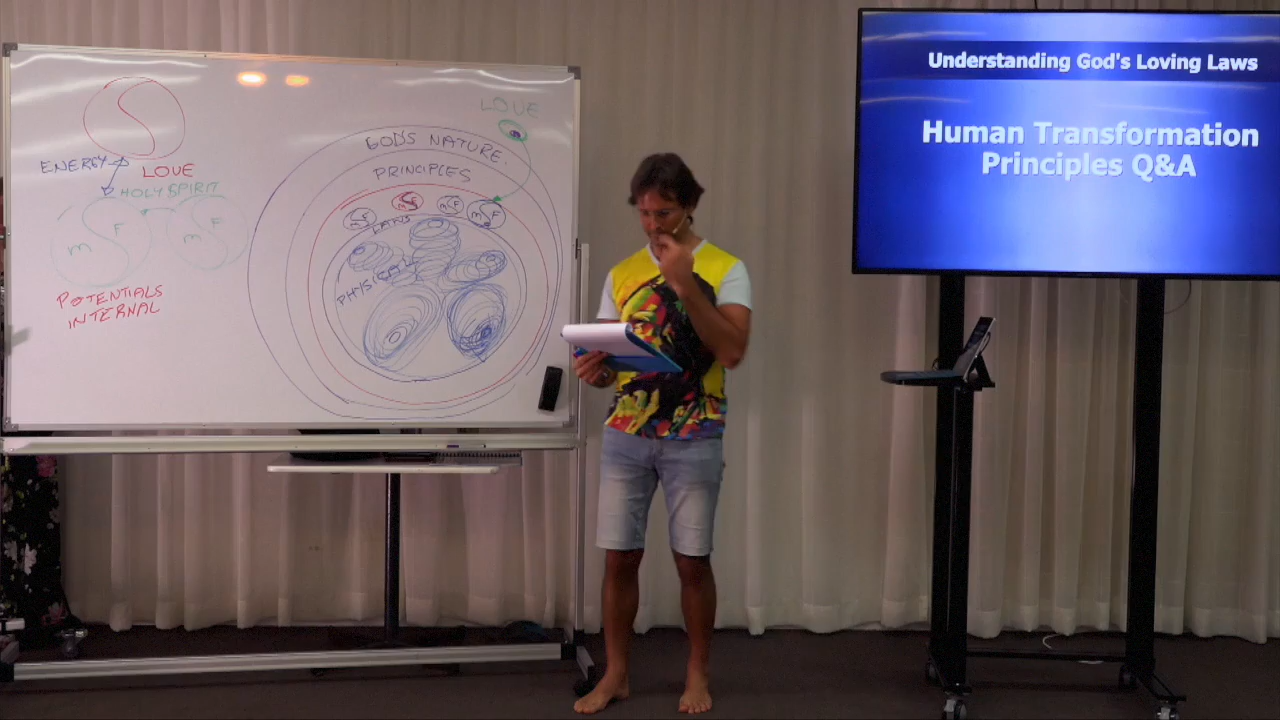 ENERGY
LOVE
HOLY SPIRIT
m S F
m S F
POTENTIALS
INTERNAL
LOVE
GOD'S NATURE.
PRINCIPLES
m S F
m S F
m S F
m S F
LAWS
PHYSICAL
Understanding God's Loving Laws
Human Transformation
Principles Q&A